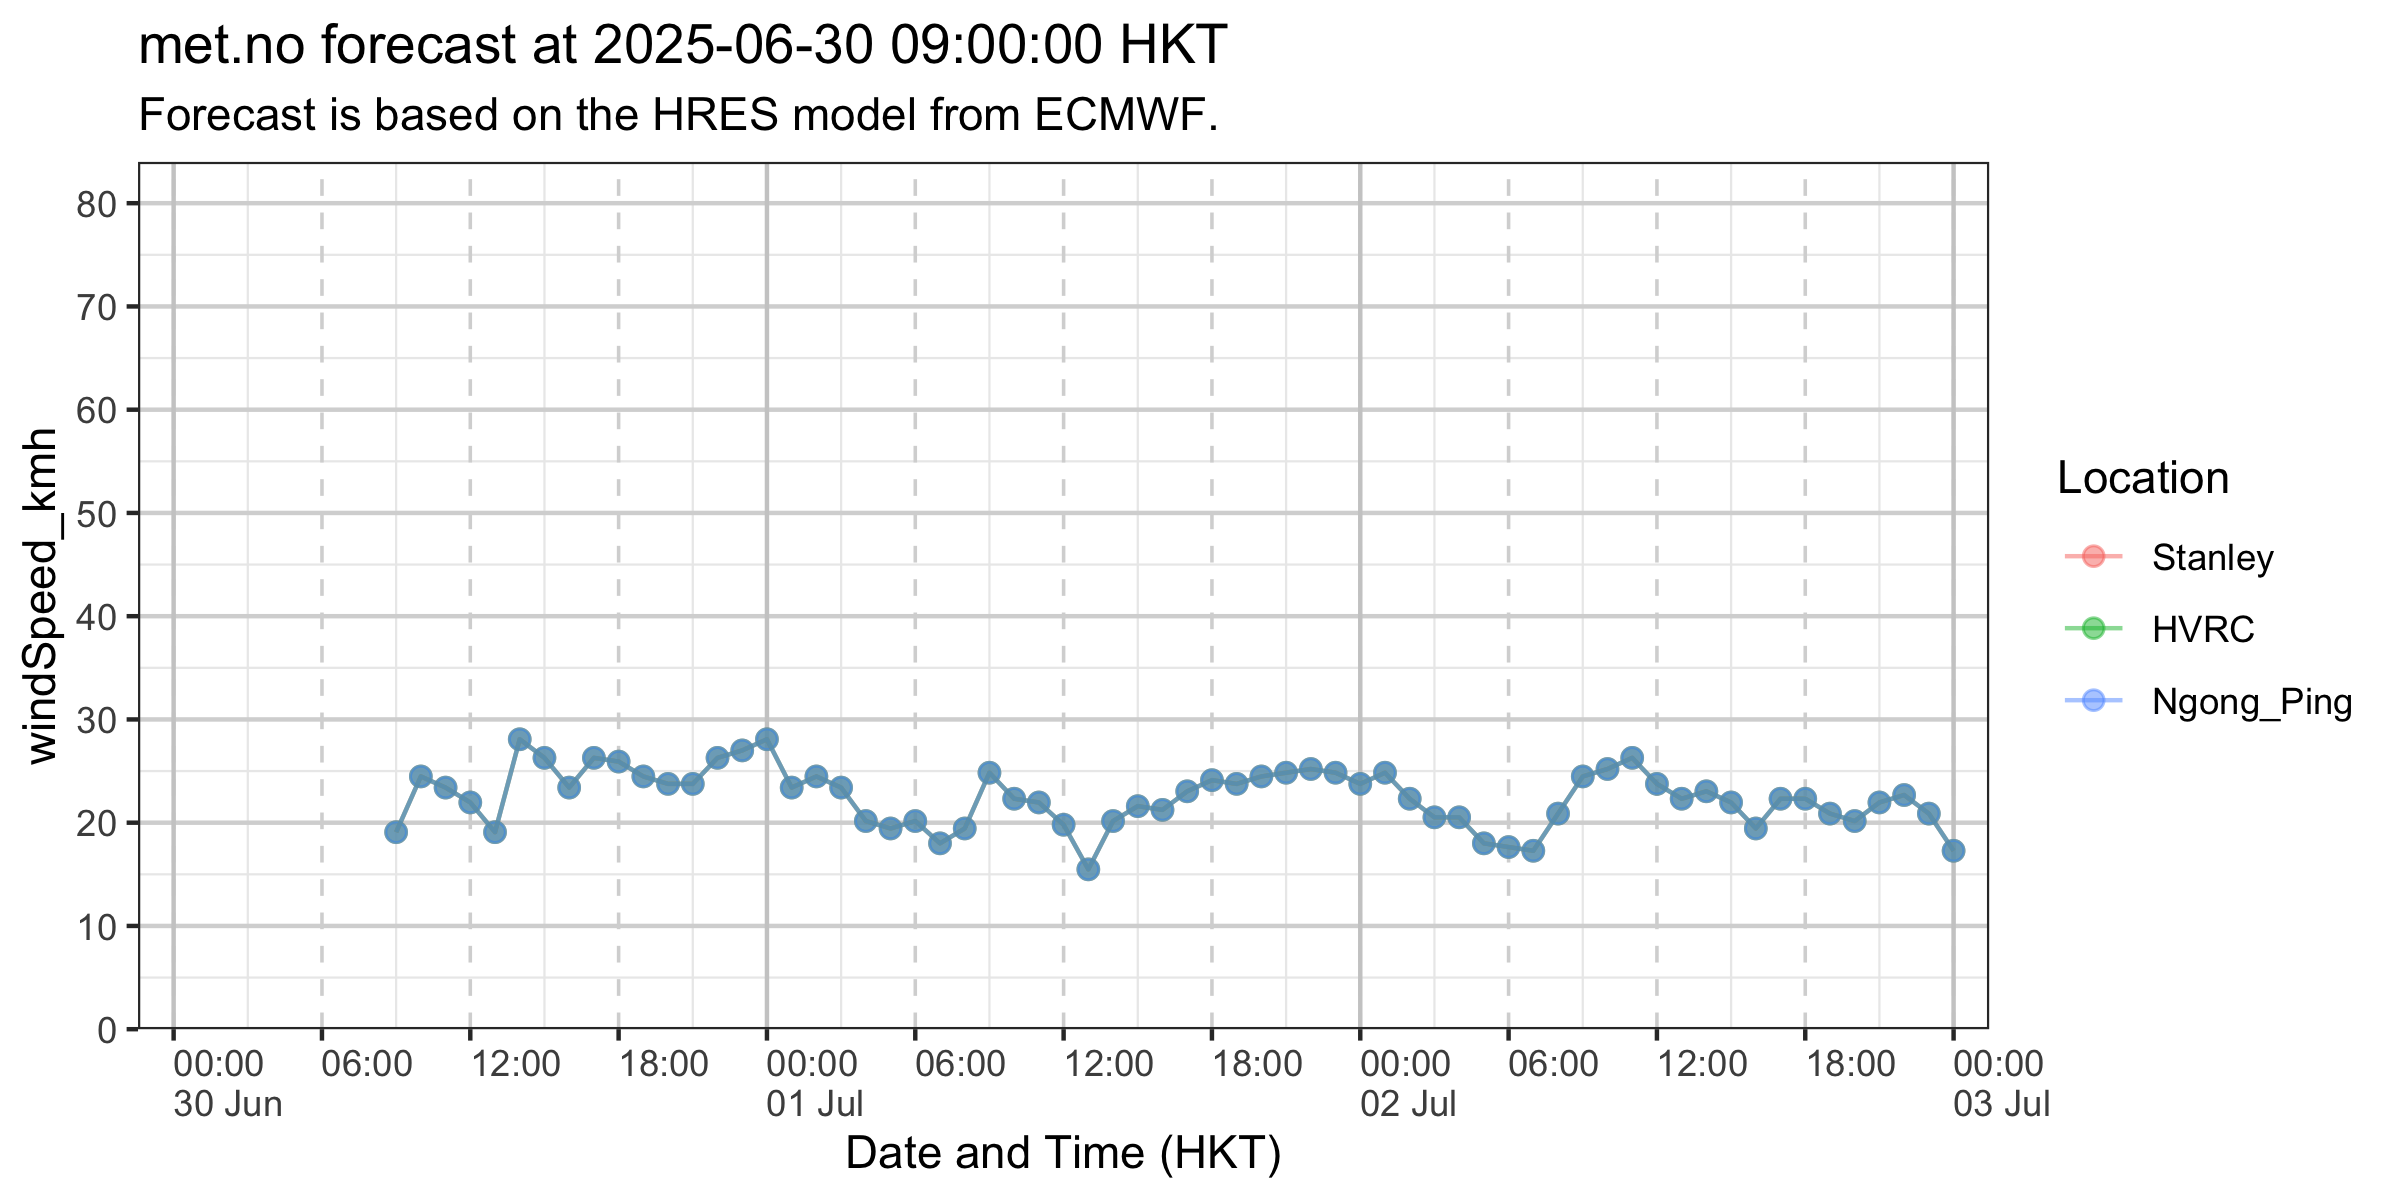 met.no forecast at 2025-06-30 09:00:00 HKT
Forecast is based on the HRES model from ECMWF.
windSpeed_kmh
80
70
60
50
40
30
20
10
0
00:00 06:00 12:00 18:00 00:00 06:00 12:00 18:00 00:00 06:00 12:00 18:00 00:00
30 Jun 01 Jul 02 Jul 03 Jul
Date and Time (HKT)
Location
Stanley
HVRC
Ngong_Ping